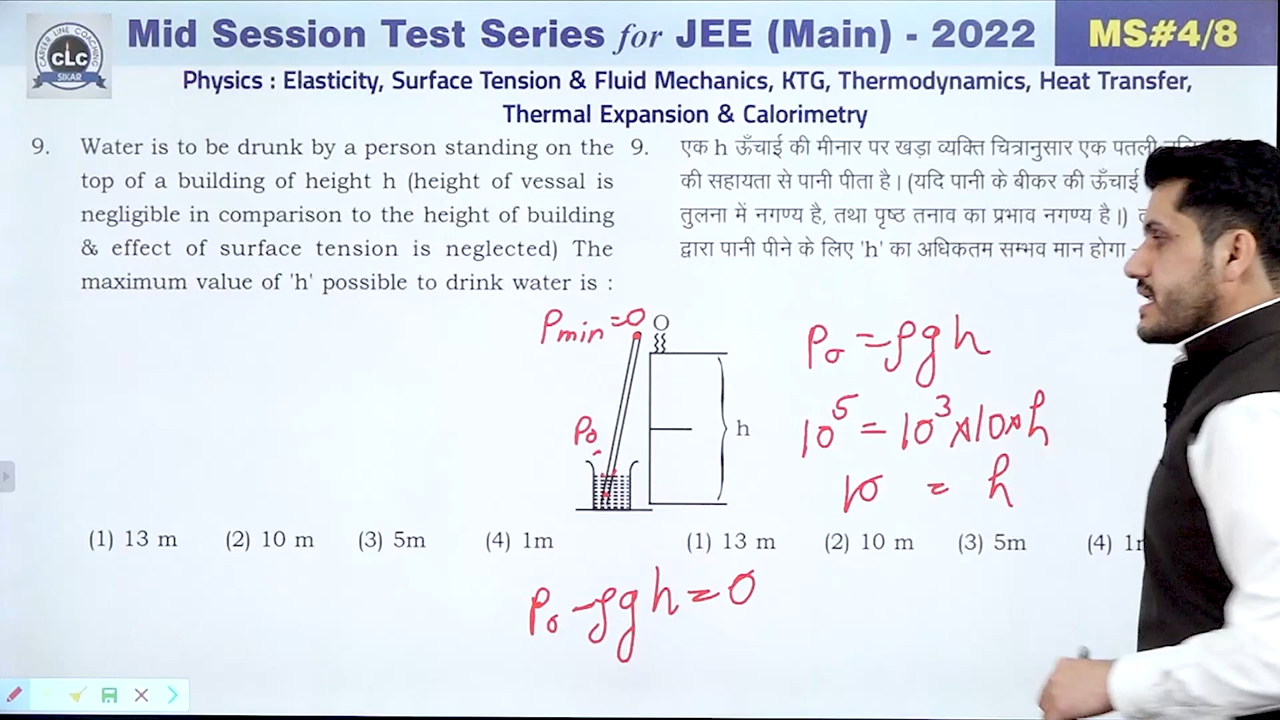 CAREER LINE COACHING
CLC
SIKAR
Mid Session Test Series for JEE (Main) - 2022
MS#4/8
Physics : Elasticity, Surface Tension & Fluid Mechanics, KTG, Thermodynamics, Heat Transfer,
Thermal Expansion & Calorimetry
9. Water is to be drunk by a person standing on the
top of a building of height h (height of vessal is
negligible in comparison to the height of building
& effect of surface tension is neglected) The
maximum value of 'h' possible to drink water is :
9. एक h ऊँचाई की मीनार पर खड़ा व्यक्ति चित्रानुसार एक पतली
की सहायता से पानी पीता है। (यदि पानी के बीकर की ऊँचाई
तुलना में नगण्य है, तथा पृष्ठ तनाव का प्रभाव नगण्य है।)
द्वारा पानी पीने के लिए 'h' का अधिकतम सम्भव मान होगा -
Pmin=0
P₀
h
P₀ = ρgh
10⁵ = 10³×10×h
10 = h
(1) 13 m (2) 10 m (3) 5m (4) 1m
(1) 13 m (2) 10 m (3) 5m (4)
P₀ - ρgh = 0